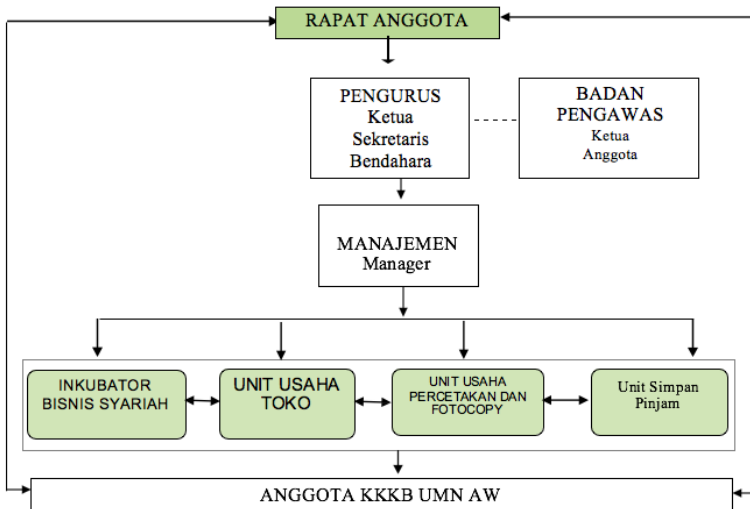 RAPAT ANGGOTA
PENGURUS
Ketua
Sekretaris
Bendahara
BADAN
PENGAWAS
Ketua
Anggota
MANAJEMEN
Manager
INKUBATOR
BISNIS SYARIAH
UNIT USAHA
TOKO
UNIT USAHA
PERCETAKAN DAN
FOTOCOPY
Unit Simpan
Pinjam
ANGGOTA KKKB UMN AW